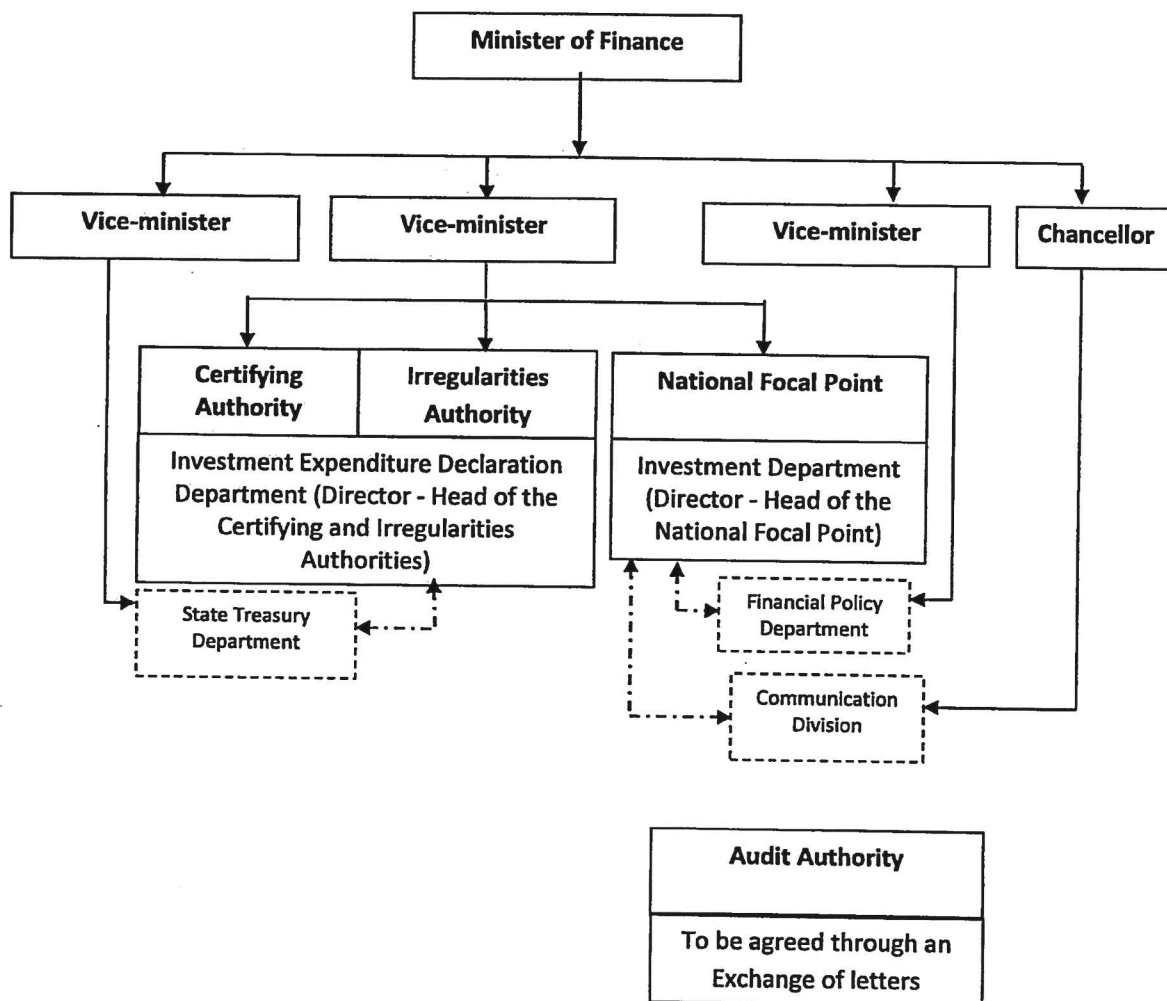 Minister of Finance
Vice-minister
Vice-minister
Vice-minister
Chancellor
Certifying
Authority
Irregularities
Authority
National Focal Point
Investment Expenditure Declaration
Department (Director - Head of the
Certifying and Irregularities
Authorities)
Investment Department
(Director - Head of the
National Focal Point)
State Treasury
Department
Financial Policy
Department
Communication
Division
Audit Authority
To be agreed through an
Exchange of letters